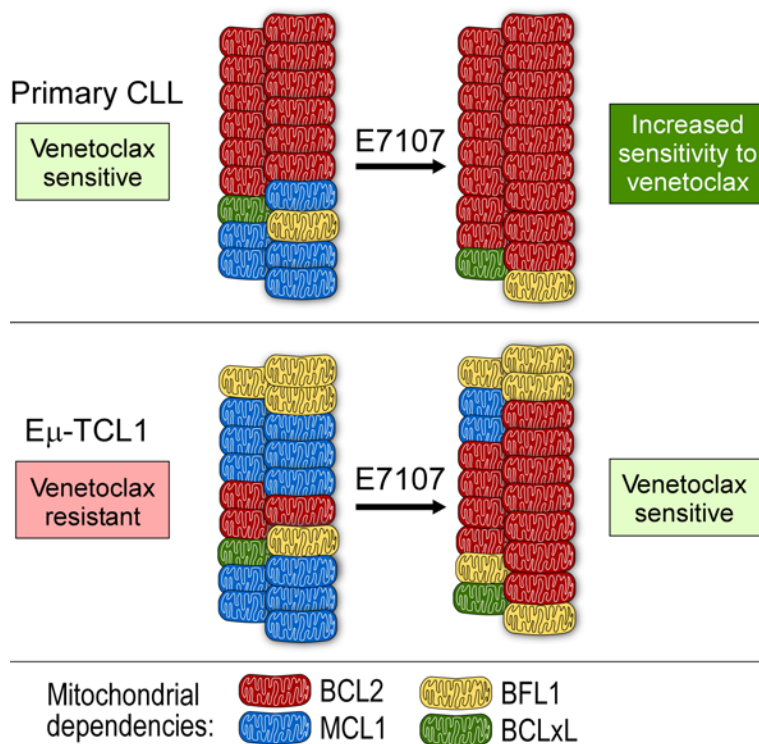 Primary CLL
Venetoclax
sensitive
E7107
Increased
sensitivity to
venetoclax
Eμ-TCL1
Venetoclax
resistant
E7107
Venetoclax
sensitive
Mitochondrial
dependencies:
BCL2
BFL1
MCL1
BCLxL